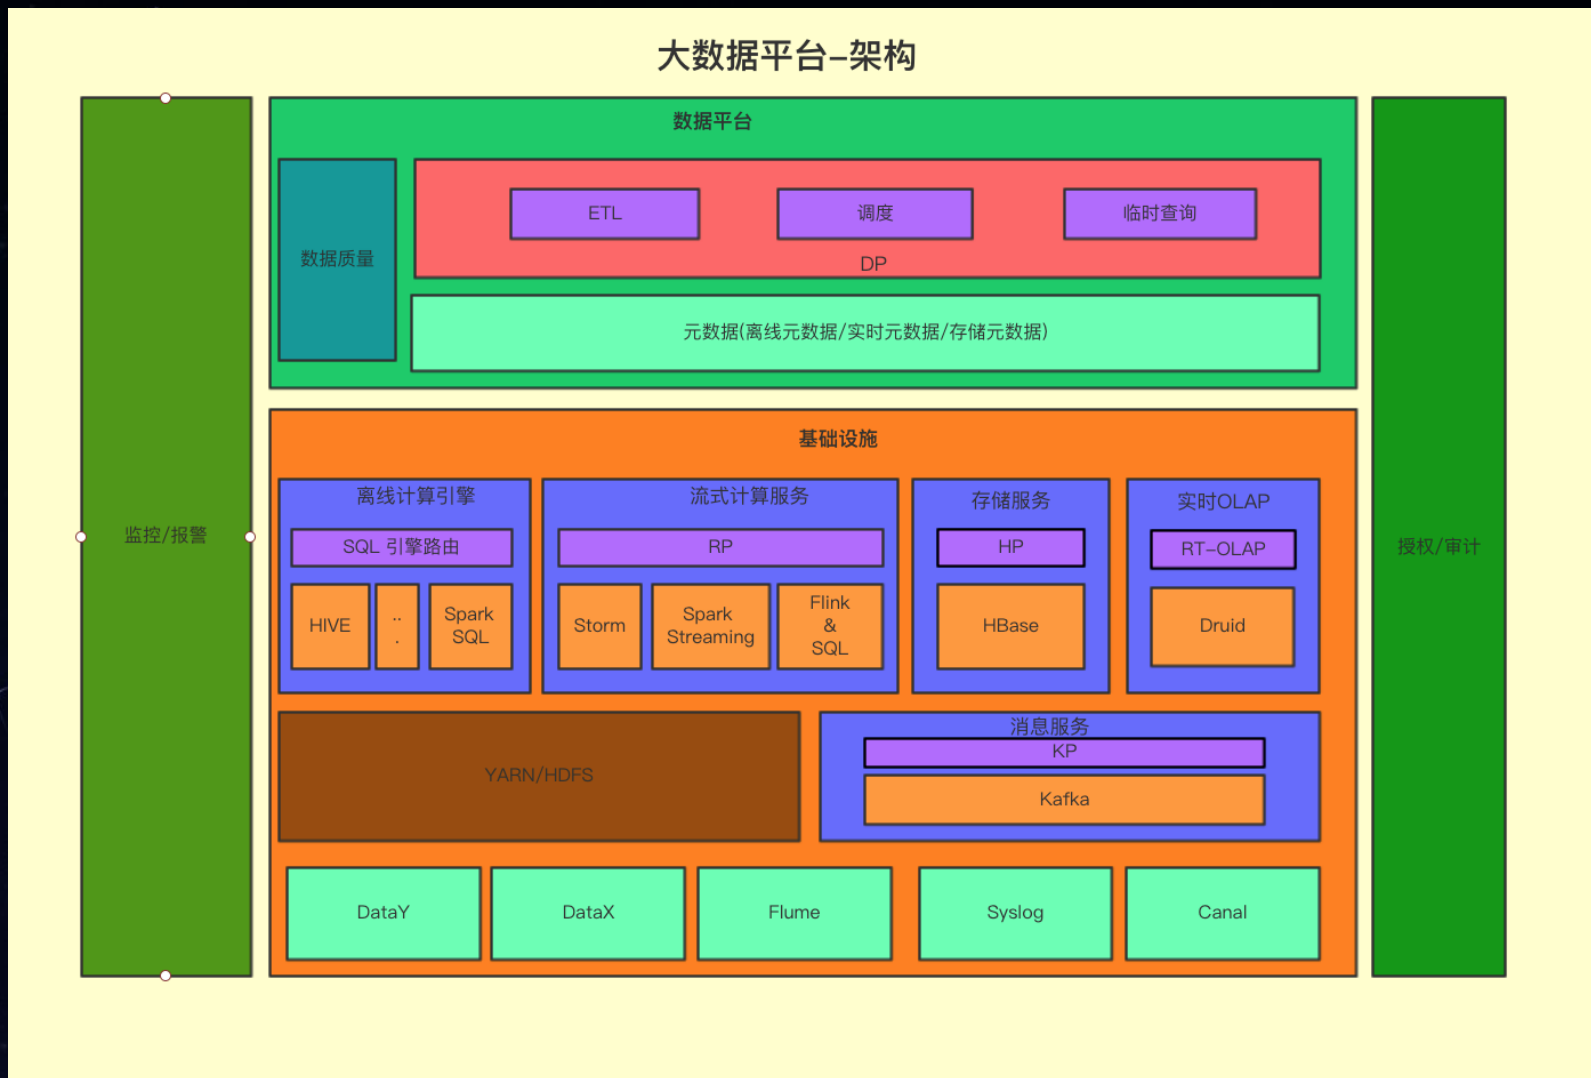 大数据平台-架构
数据平台
数据质量
ETL
调度
临时查询
DP
元数据(离线元数据/实时元数据/存储元数据)
监控/报警
授权/审计
基础设施
离线计算引擎
SQL 引擎路由
HIVE
..
.
Spark
SQL
流式计算服务
RP
Storm
Spark
Streaming
Flink
&
SQL
存储服务
HP
HBase
实时OLAP
RT-OLAP
Druid
YARN/HDFS
消息服务
KP
Kafka
DataY
DataX
Flume
Syslog
Canal